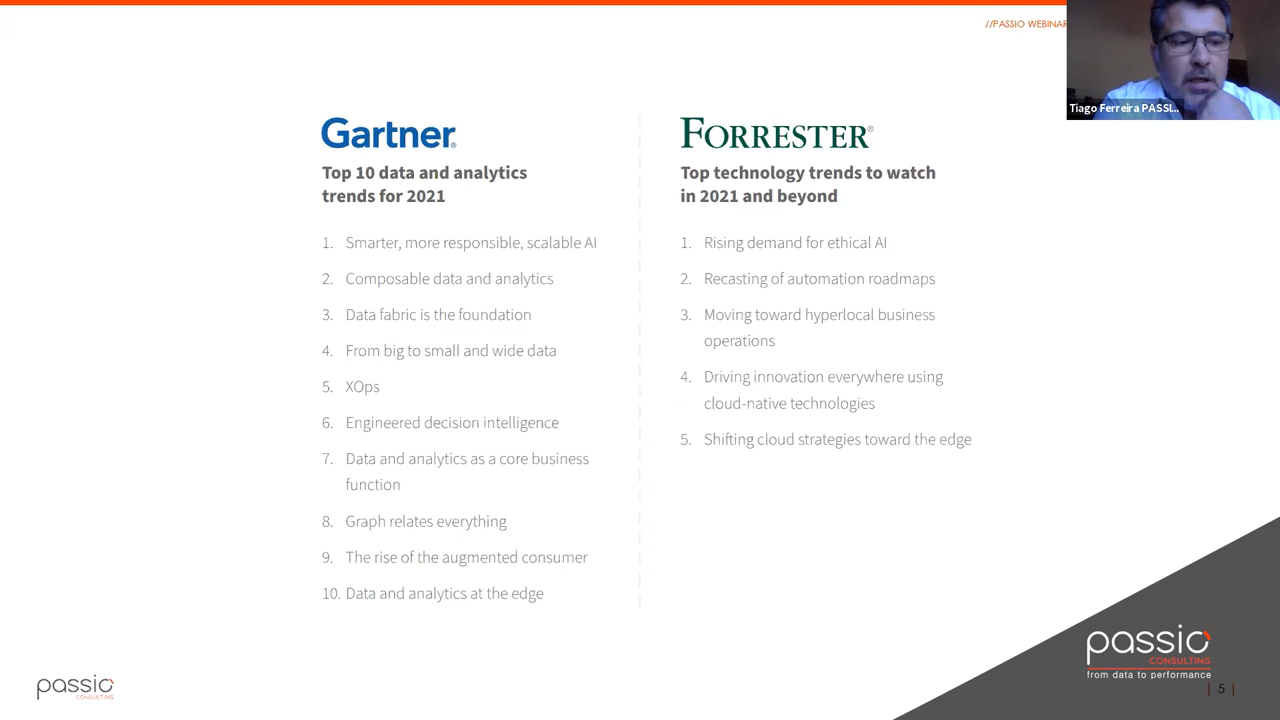 //PASSIO WEBINAR
Tiago Ferreira PASSI...
Gartner®
Top 10 data and analytics
trends for 2021
1. Smarter, more responsible, scalable AI
2. Composable data and analytics
3. Data fabric is the foundation
4. From big to small and wide data
5. XOps
6. Engineered decision intelligence
7. Data and analytics as a core business
function
8. Graph relates everything
9. The rise of the augmented consumer
10. Data and analytics at the edge
FORRESTER®
Top technology trends to watch
in 2021 and beyond
1. Rising demand for ethical AI
2. Recasting of automation roadmaps
3. Moving toward hyperlocal business
operations
4. Driving innovation everywhere using
cloud-native technologies
5. Shifting cloud strategies toward the edge
passio
CONSULTING
passio
CONSULTING
from data to performance
| 5 |